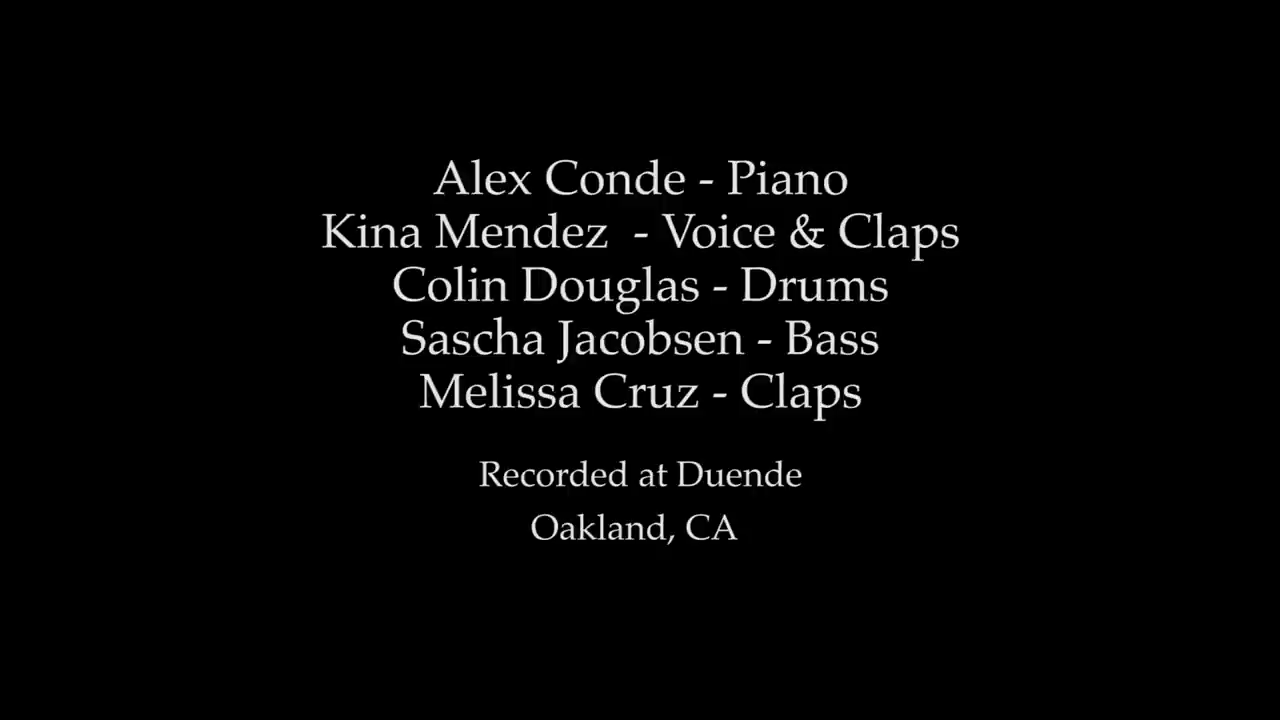 Alex Conde - Piano
Kina Mendez  - Voice & Claps
Colin Douglas - Drums
Sascha Jacobsen - Bass
Melissa Cruz - Claps
Recorded at Duende
Oakland, CA